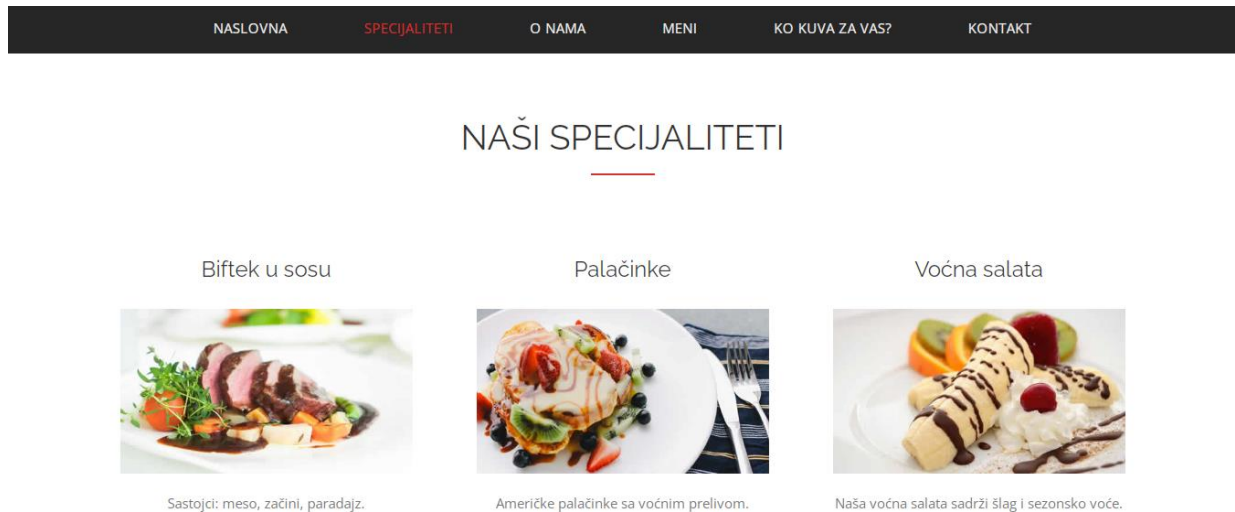 NASLOVNA SPECIJALITETI O NAMA MENI KO KUVA ZA VAS? KONTAKT
NAŠI SPECIJALITETI
Biftek u sosu
Palačinke
Voćna salata
Sastojci: meso, začini, paradajz.
Američke palačinke sa voćnim prelivom.
Naša voćna salata sadrži šlag i sezonsko voće.